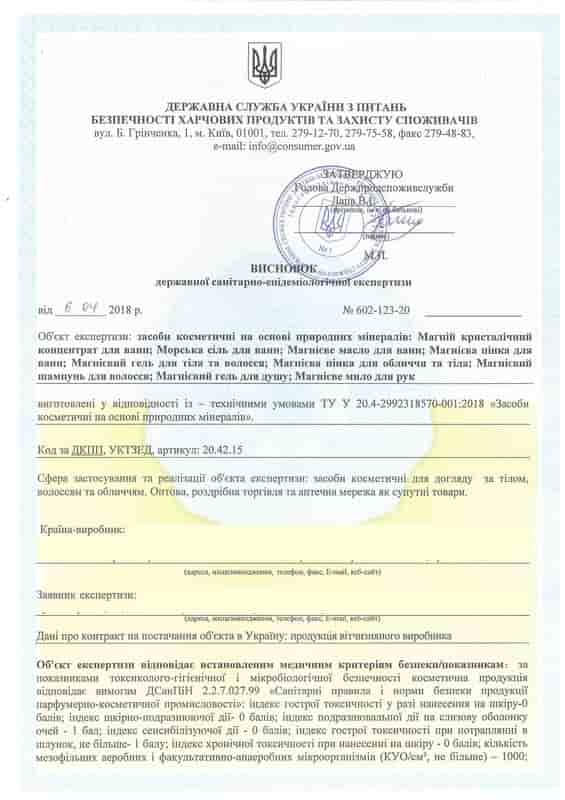 ДЕРЖАВНА СЛУЖБА УКРАЇНИ З ПИТАНЬ
БЕЗПЕЧНОСТІ ХАРЧОВИХ ПРОДУКТІВ ТА ЗАХИСТУ СПОЖИВАЧІВ
вул. Б. Грінченка, 1, м. Київ, 01001, тел. 279-12-70, 279-75-58, факс 279-48-83,
e-mail: info@consumer.gov.ua
ЗАТВЕРДЖУЮ
Голова Держпродспоживслужби
Лапа В.І.
(підпис)
М.П.
ВИСНОВОК
державної санітарно-епідеміологічної експертизи
від 6 04 2018 р. № 602-123-20
Об'єкт експертизи: засоби косметичні на основі природних мінералів: Магній кристалічний
концентрат для ванн; Морська сіль для ванн; Магнієве масло для ванн; Магнієва пінка для
ванн; Магнієвий гель для тіла та волосся; Магнієва пінка для обличчя та тіла; Магнієвий
шампунь для волосся; Магнієвий гель для душу; Магнієве мило для рук
виготовлені у відповідності із – технічними умовами ТУ У 20.4-2992318570-001:2018 «Засоби
косметичні на основі природних мінералів».
Код за ДКПП, УКТЗЕД, артикул: 20.42.15
Сфера застосування та реалізації об'єкта експертизи: засоби косметичні для догляду за тілом,
волоссям та обличчям. Оптова, роздрібна торгівля та аптечна мережа як супутні товари.
Країна-виробник:
(адреса, місцезнаходження, телефон, факс, E-mail, веб-сайт)
Заявник експертизи:
(адреса, місцезнаходження, телефон, факс, E-mail, веб-сайт)
Дані про контракт на постачання об'єкта в Україну: продукція вітчизняного виробника
Об'єкт експертизи відповідає встановленим медичним критеріям безпеки/показникам: за
показниками токсиколого-гігієнічної і мікробіологічної безпечності косметична продукція
відповідає вимогам ДСанПіН 2.2.7.027.99 «Санітарні правила і норми безпеки продукції
парфумерно-косметичної промисловості»: індекс гострої токсичності у разі нанесення на шкіру-0
балів; індекс шкірно-подразнюючої дії- 0 балів; індекс подразнювальної дії на слизову оболонку
очей - 1 бал; індекс сенсибілізуючої дії - 0 балів; індекс гострої токсичності при потраплянні в
шлунок, не більше- 1 балу; індекс хронічної токсичності при нанесенні на шкіру - 0 балів; кількість
мезофільних аеробних і факультативно-анаеробних мікроорганізмів (КУО/см³, не більше) – 1000;